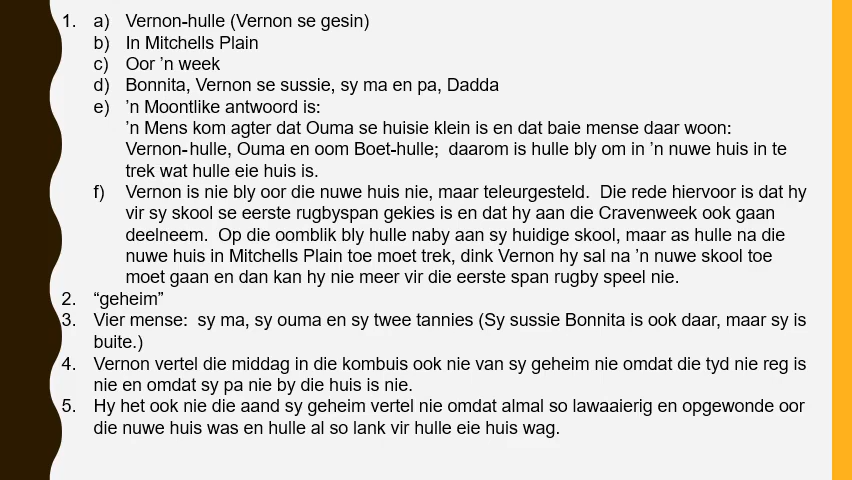 1. a) Vernon-hulle (Vernon se gesin)
b) In Mitchells Plain
c) Oor ’n week
d) Bonnita, Vernon se sussie, sy ma en pa, Dadda
e) ’n Moontlike antwoord is:
’n Mens kom agter dat Ouma se huisie klein is en dat baie mense daar woon:
Vernon-hulle, Ouma en oom Boet-hulle; daarom is hulle bly om in ’n nuwe huis in te
trek wat hulle eie huis is.
f) Vernon is nie bly oor die nuwe huis nie, maar teleurgesteld. Die rede hiervoor is dat hy
vir sy skool se eerste rugbyspan gekies is en dat hy aan die Cravenweek ook gaan
deelneem. Op die oomblik bly hulle naby aan sy huidige skool, maar as hulle na die
nuwe huis in Mitchells Plain toe moet trek, dink Vernon hy sal na ’n nuwe skool toe
moet gaan en dan kan hy nie meer vir die eerste span rugby speel nie.
2. “geheim”
3. Vier mense: sy ma, sy ouma en sy twee tannies (Sy sussie Bonnita is ook daar, maar sy is
buite.)
4. Vernon vertel die middag in die kombuis ook nie van sy geheim nie omdat die tyd nie reg is
nie en omdat sy pa nie by die huis is nie.
5. Hy het ook nie die aand sy geheim vertel nie omdat almal so lawaaierig en opgewonde oor
die nuwe huis was en hulle al so lank vir hulle eie huis wag.